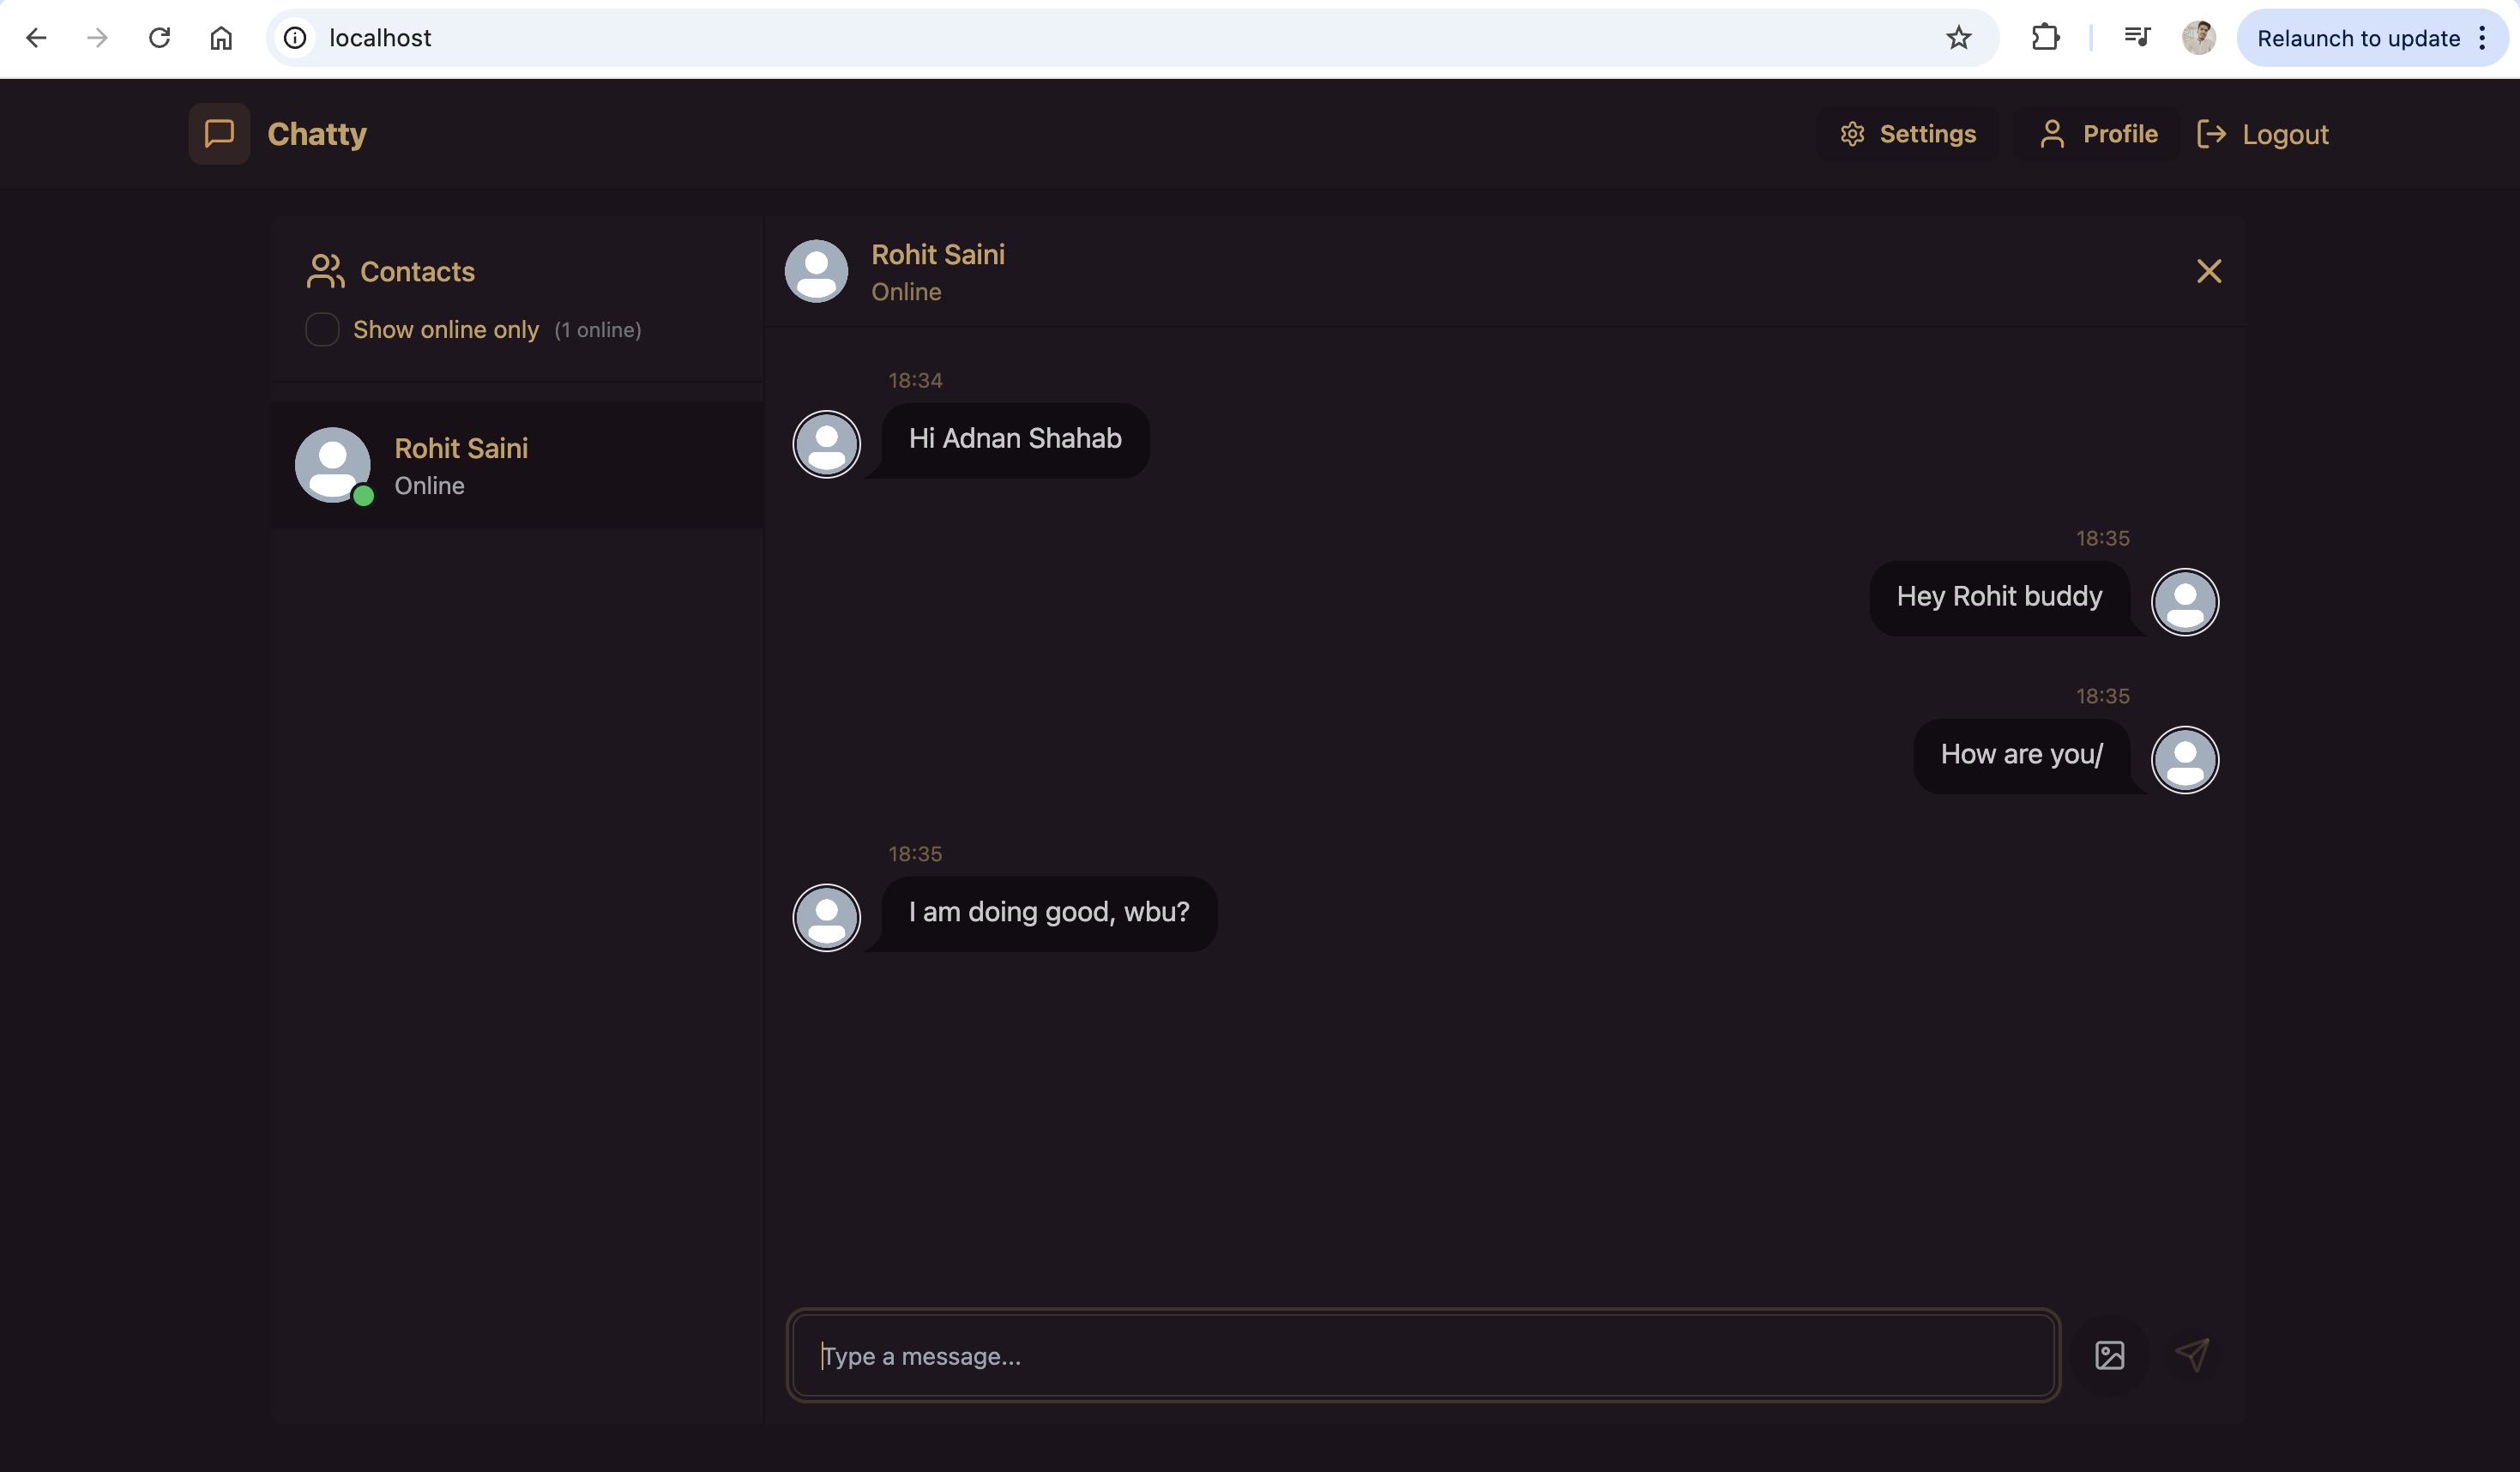 localhost
Relaunch to update
Chatty
Settings
Profile
Logout
Contacts
Show online only (1 online)
Rohit Saini
Online
Rohit Saini
Online
18:34
Hi Adnan Shahab
18:35
Hey Rohit buddy
18:35
How are you/
18:35
I am doing good, wbu?
Type a message...